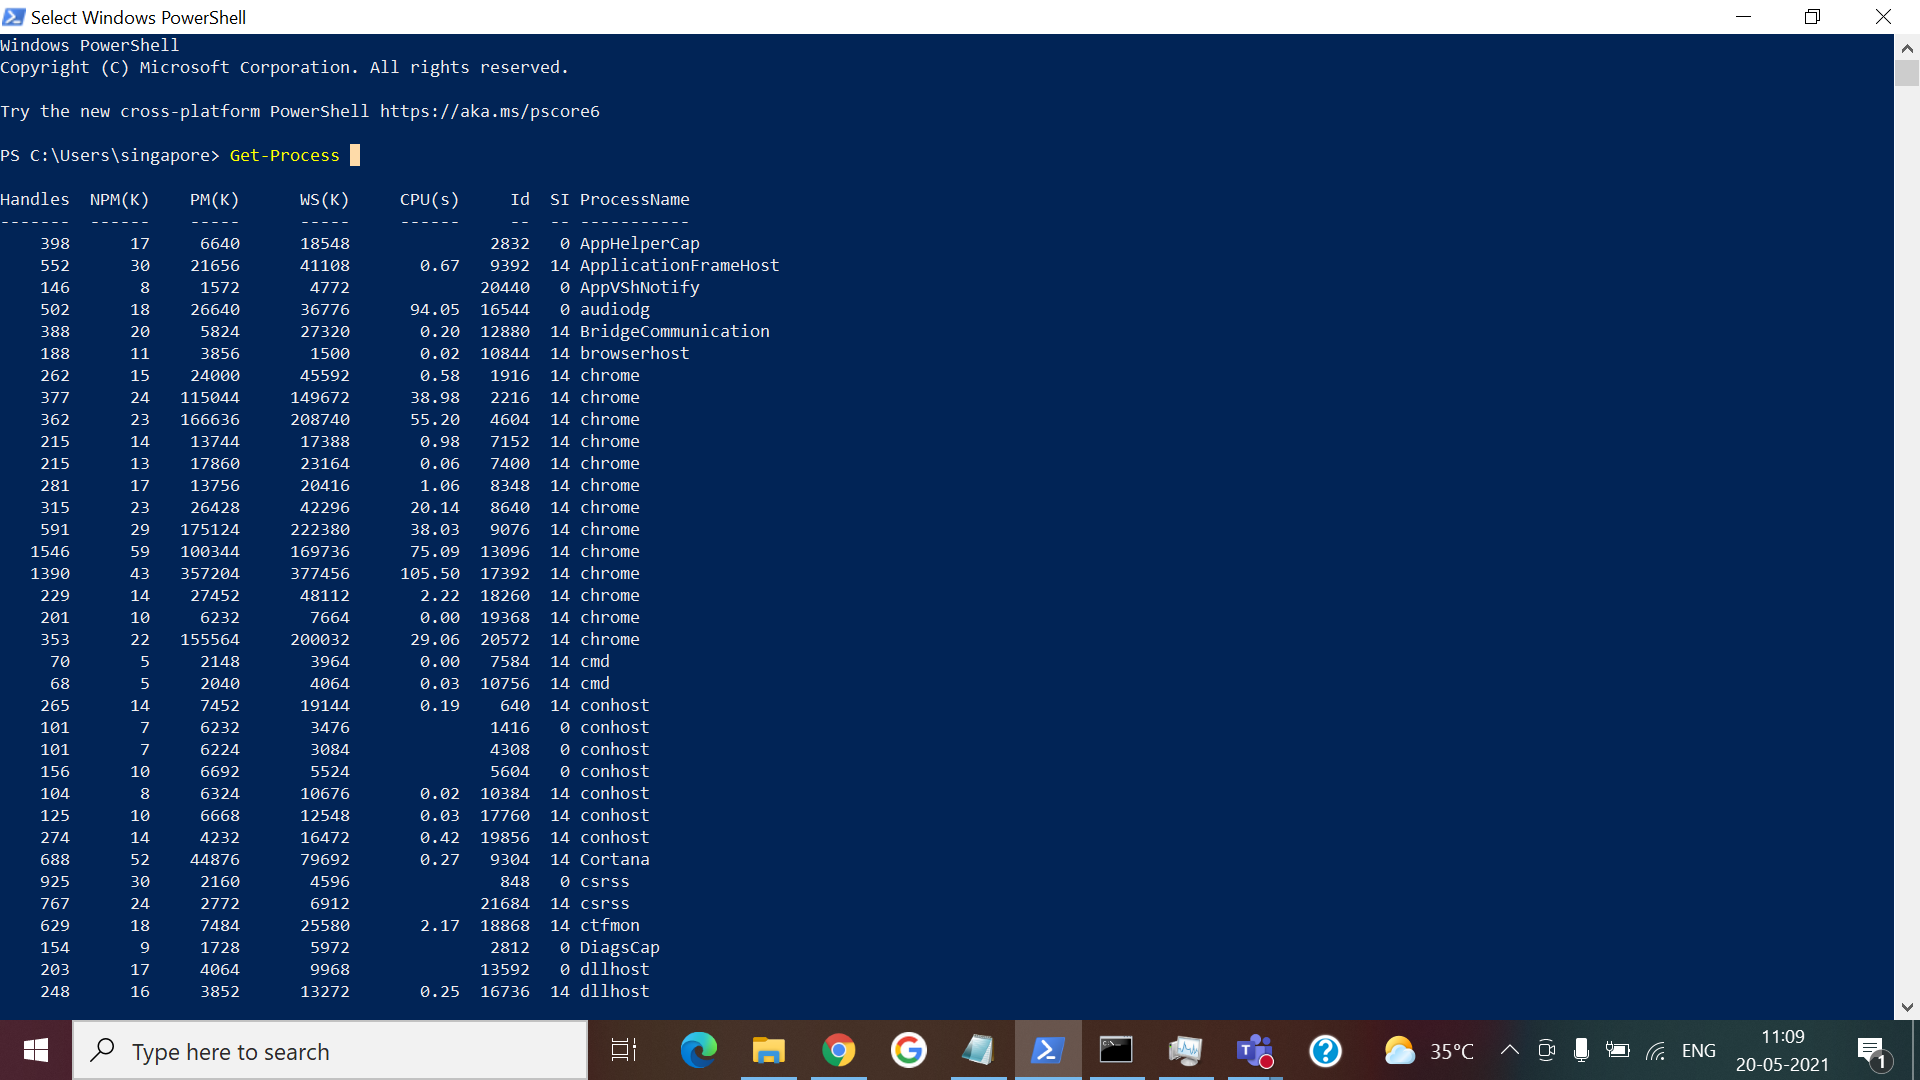 Select Windows PowerShell
Windows PowerShell
Copyright (C) Microsoft Corporation. All rights reserved.
Try the new cross-platform PowerShell https://aka.ms/pscore6
PS C:\Users\singapore> Get-Process
Handles NPM(K) PM(K) WS(K) CPU(s) Id SI ProcessName
------- ------ ----- ----- ------ -- -- -----------
398 17 6640 18548 2832 0 AppHelperCap
552 30 21656 41108 0.67 9392 14 ApplicationFrameHost
146 8 1572 4772 20440 0 AppVShNotify
502 18 26640 36776 94.05 16544 0 audiodg
388 20 5824 27320 0.20 12880 14 BridgeCommunication
188 11 3856 1500 0.02 10844 14 browserhost
262 15 24000 45592 0.58 1916 14 chrome
377 24 115044 149672 38.98 2216 14 chrome
362 23 166636 208740 55.20 4604 14 chrome
215 14 13744 17388 0.98 7152 14 chrome
215 13 17860 23164 0.06 7400 14 chrome
281 17 13756 20416 1.06 8348 14 chrome
315 23 26428 42296 20.14 8640 14 chrome
591 29 175124 222380 38.03 9076 14 chrome
1546 59 100344 169736 75.09 13096 14 chrome
1390 43 357204 377456 105.50 17392 14 chrome
229 14 27452 48112 2.22 18260 14 chrome
201 10 6232 7664 0.00 19368 14 chrome
353 22 155564 200032 29.06 20572 14 chrome
70 5 2148 3964 0.00 7584 14 cmd
68 5 2040 4064 0.03 10756 14 cmd
265 14 7452 19144 0.19 640 14 conhost
101 7 6232 3476 1416 0 conhost
101 7 6224 3084 4308 0 conhost
156 10 6692 5524 5604 0 conhost
104 8 6324 10676 0.02 10384 14 conhost
125 10 6668 12548 0.03 17760 14 conhost
274 14 4232 16472 0.42 19856 14 conhost
688 52 44876 79692 0.27 9304 14 Cortana
925 30 2160 4596 848 0 csrss
767 24 2772 6912 21684 14 csrss
629 18 7484 25580 2.17 18868 14 ctfmon
154 9 1728 5972 2812 0 DiagsCap
203 17 4064 9968 13592 0 dllhost
248 16 3852 13272 0.25 16736 14 dllhost
Type here to search
35°C
ENG
11:09
20-05-2021
1